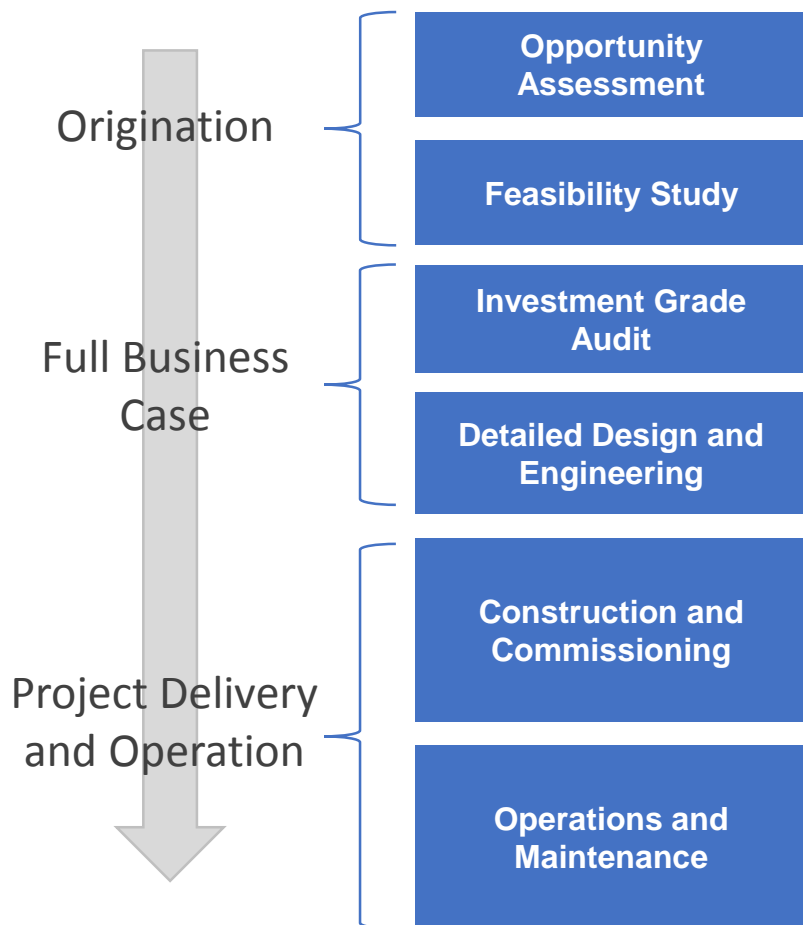 Origination
Opportunity
Assessment
Feasibility Study
Full Business
Case
Investment Grade
Audit
Detailed Design and
Engineering
Project Delivery
and Operation
Construction and
Commissioning
Operations and
Maintenance